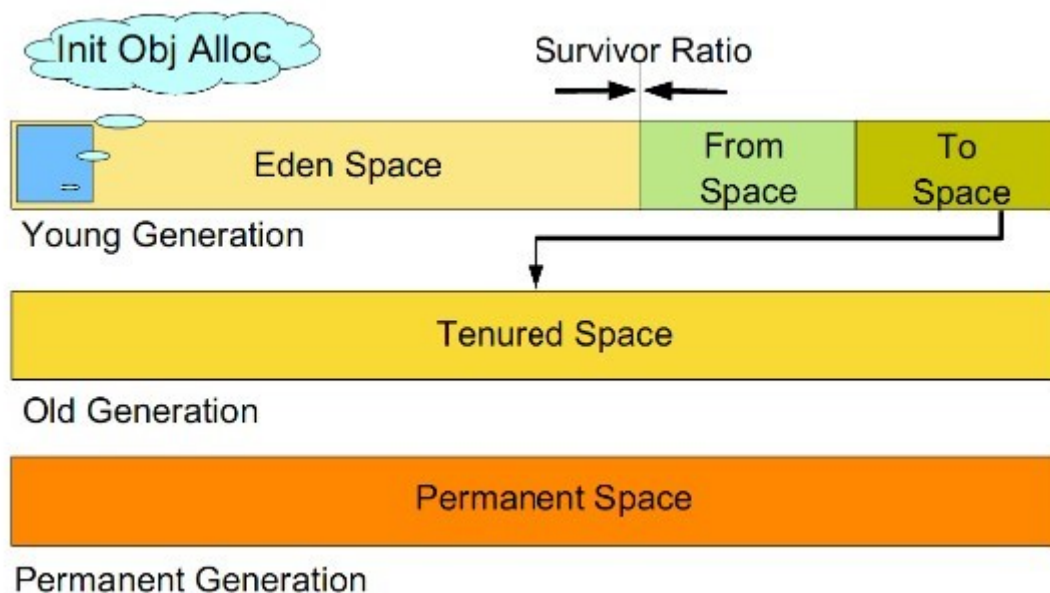 Init Obj Alloc
Survivor Ratio
Eden Space
From
Space
To
Space
Young Generation
Tenured Space
Old Generation
Permanent Space
Permanent Generation